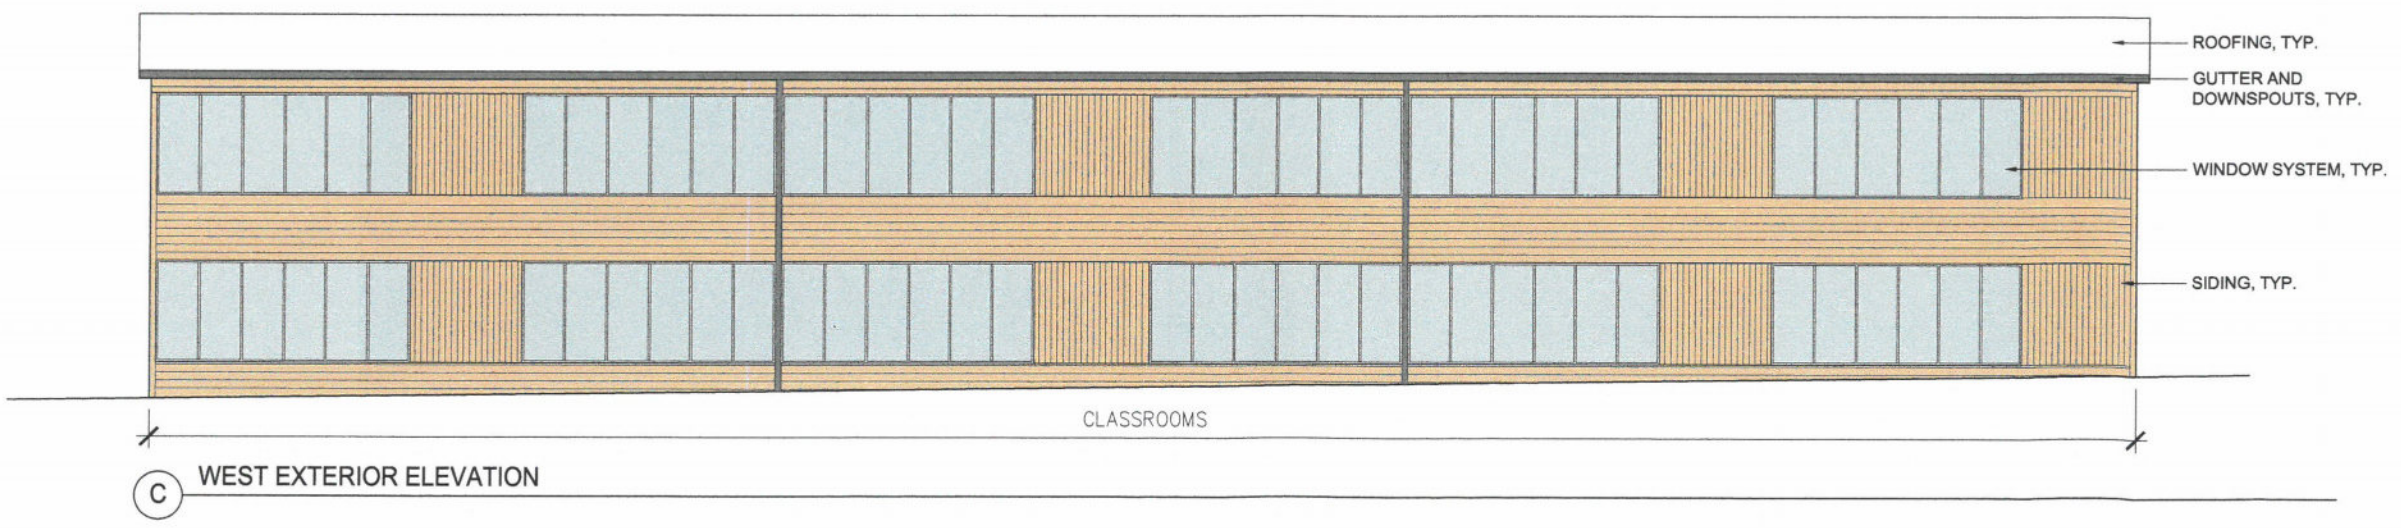 ROOFING, TYP.
GUTTER AND
DOWNSPOUTS, TYP.
WINDOW SYSTEM, TYP.
SIDING, TYP.
CLASSROOMS
C
WEST EXTERIOR ELEVATION